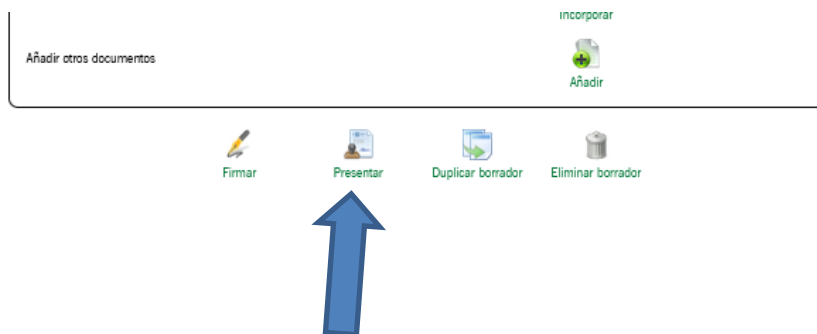 Incorporar
Añadir otros documentos
Añadir
Firmar
Presentar
Duplicar borrador
Eliminar borrador